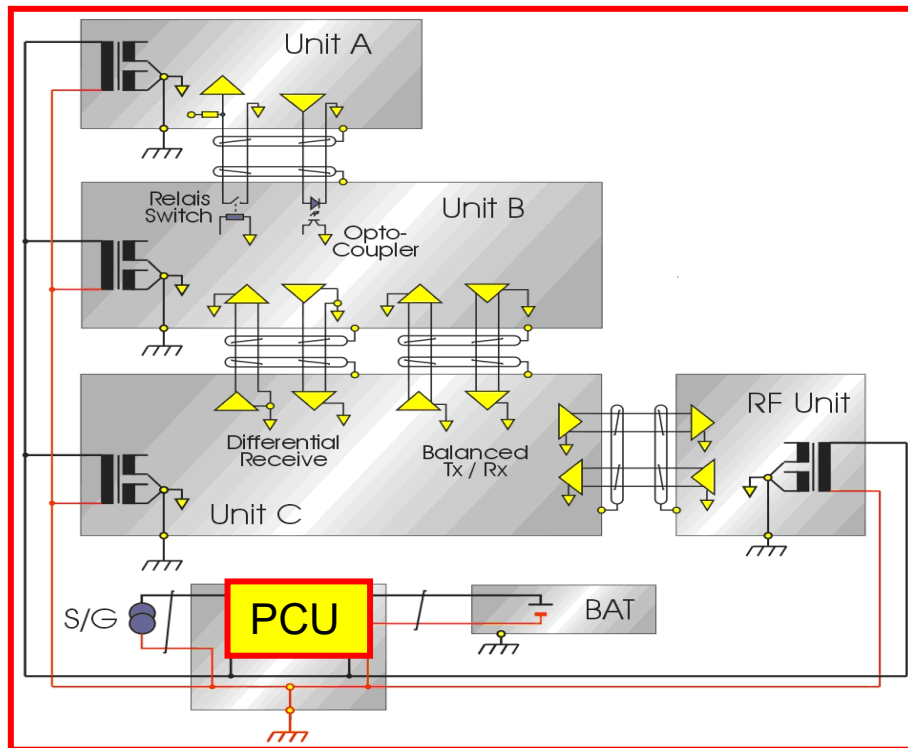 Unit A
Relais
Switch
Unit B
Opto-
Coupler
Differential
Receive
Balanced
Tx / Rx
RF Unit
Unit C
S/G
PCU
BAT